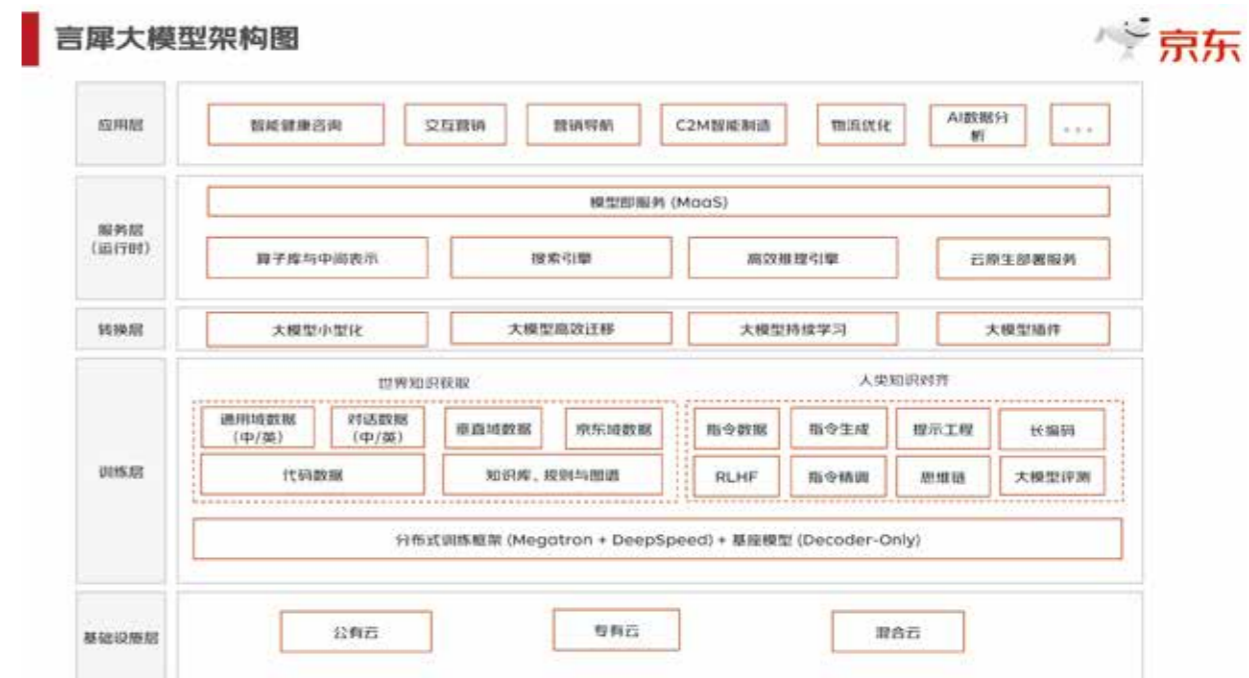 言犀大模型架构图
京东
应用层
智能健康咨询
交互营销
营销导航
C2M智能制造
物流优化
AI数据分
析
...
服务层
(运行时)
模型即服务 (MaaS)
算子库与中间表示
搜索引擎
高效推理引擎
云原生部署服务
转换层
大模型小型化
大模型高效迁移
大模型持续学习
大模型插件
训练层
世界知识获取
人类知识对齐
通用域数据
(中/英)
对话数据
(中/英)
垂直域数据
京东域数据
指令数据
指令生成
提示工程
长编码
代码数据
知识库、规则与图谱
RLHF
指令精调
思维链
大模型评测
分布式训练框架 (Megatron + DeepSpeed) + 基座模型 (Decoder-Only)
基础设施层
公有云
专有云
混合云